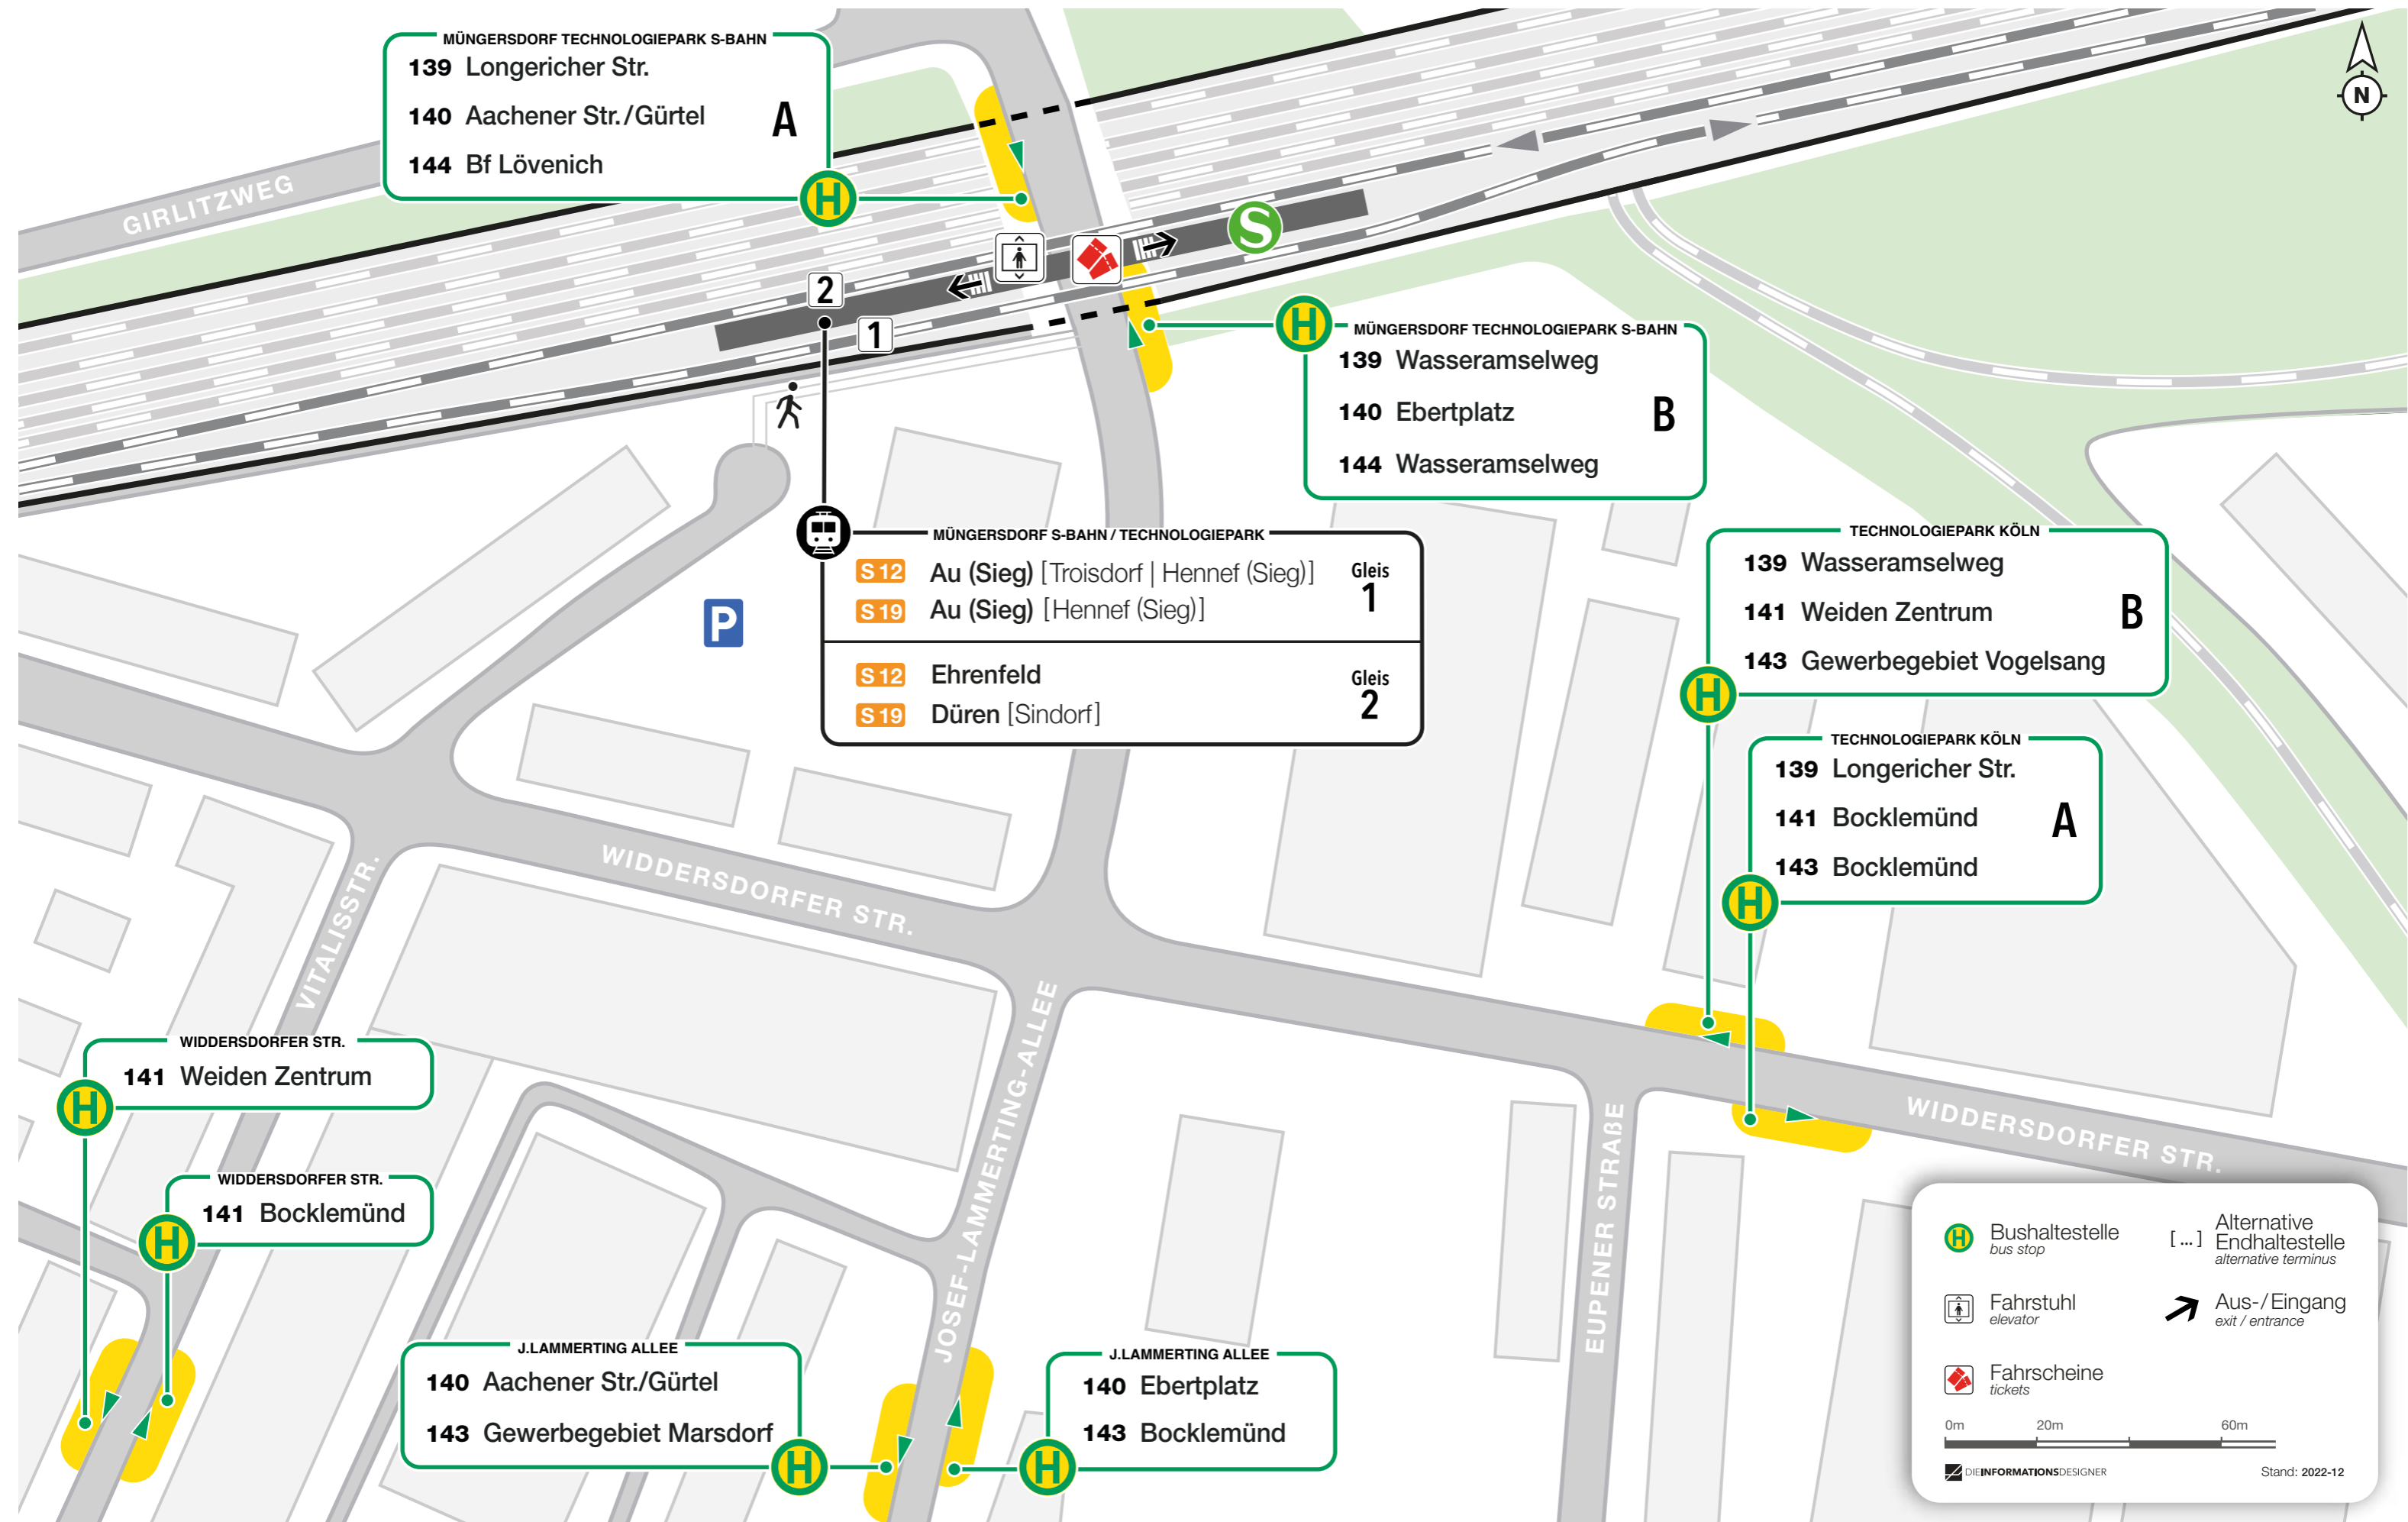 MÜNGERSDORF TECHNOLOGIEPARK S-BAHN
139 Longericher Str.
140 Aachener Str./Gürtel
144 Bf Lövenich
A
H
N
GIRLITZWEG
S
2
1
H
MÜNGERSDORF TECHNOLOGIEPARK S-BAHN
139 Wasseramselweg
140 Ebertplatz
144 Wasseramselweg
B
MÜNGERSDORF S-BAHN / TECHNOLOGIEPARK
S 12 Au (Sieg) [Troisdorf | Hennef (Sieg)]
S 19 Au (Sieg) [Hennef (Sieg)]
Gleis
1
S 12 Ehrenfeld
S 19 Düren [Sindorf]
Gleis
2
P
TECHNOLOGIEPARK KÖLN
139 Wasseramselweg
141 Weiden Zentrum
143 Gewerbegebiet Vogelsang
B
H
TECHNOLOGIEPARK KÖLN
139 Longericher Str.
141 Bocklemünd
143 Bocklemünd
A
H
WIDDERSDORFER STR.
VITALISSTR.
JOSEF-LAMMERTING-ALLEE
EUPENER STRAßE
WIDDERSDORFER STR.
WIDDERSDORFER STR.
141 Weiden Zentrum
H
WIDDERSDORFER STR.
141 Bocklemünd
H
J.LAMMERTING ALLEE
140 Aachener Str./Gürtel
143 Gewerbegebiet Marsdorf
H
J.LAMMERTING ALLEE
140 Ebertplatz
143 Bocklemünd
H
H
Bushaltestelle
bus stop
[ ... ]
Alternative
Endhaltestelle
alternative terminus
Fahrstuhl
elevator
Aus-/Eingang
exit / entrance
Fahrscheine
tickets
0m 20m 60m
DIEINFORMATIONSDESIGNER
Stand: 2022-12